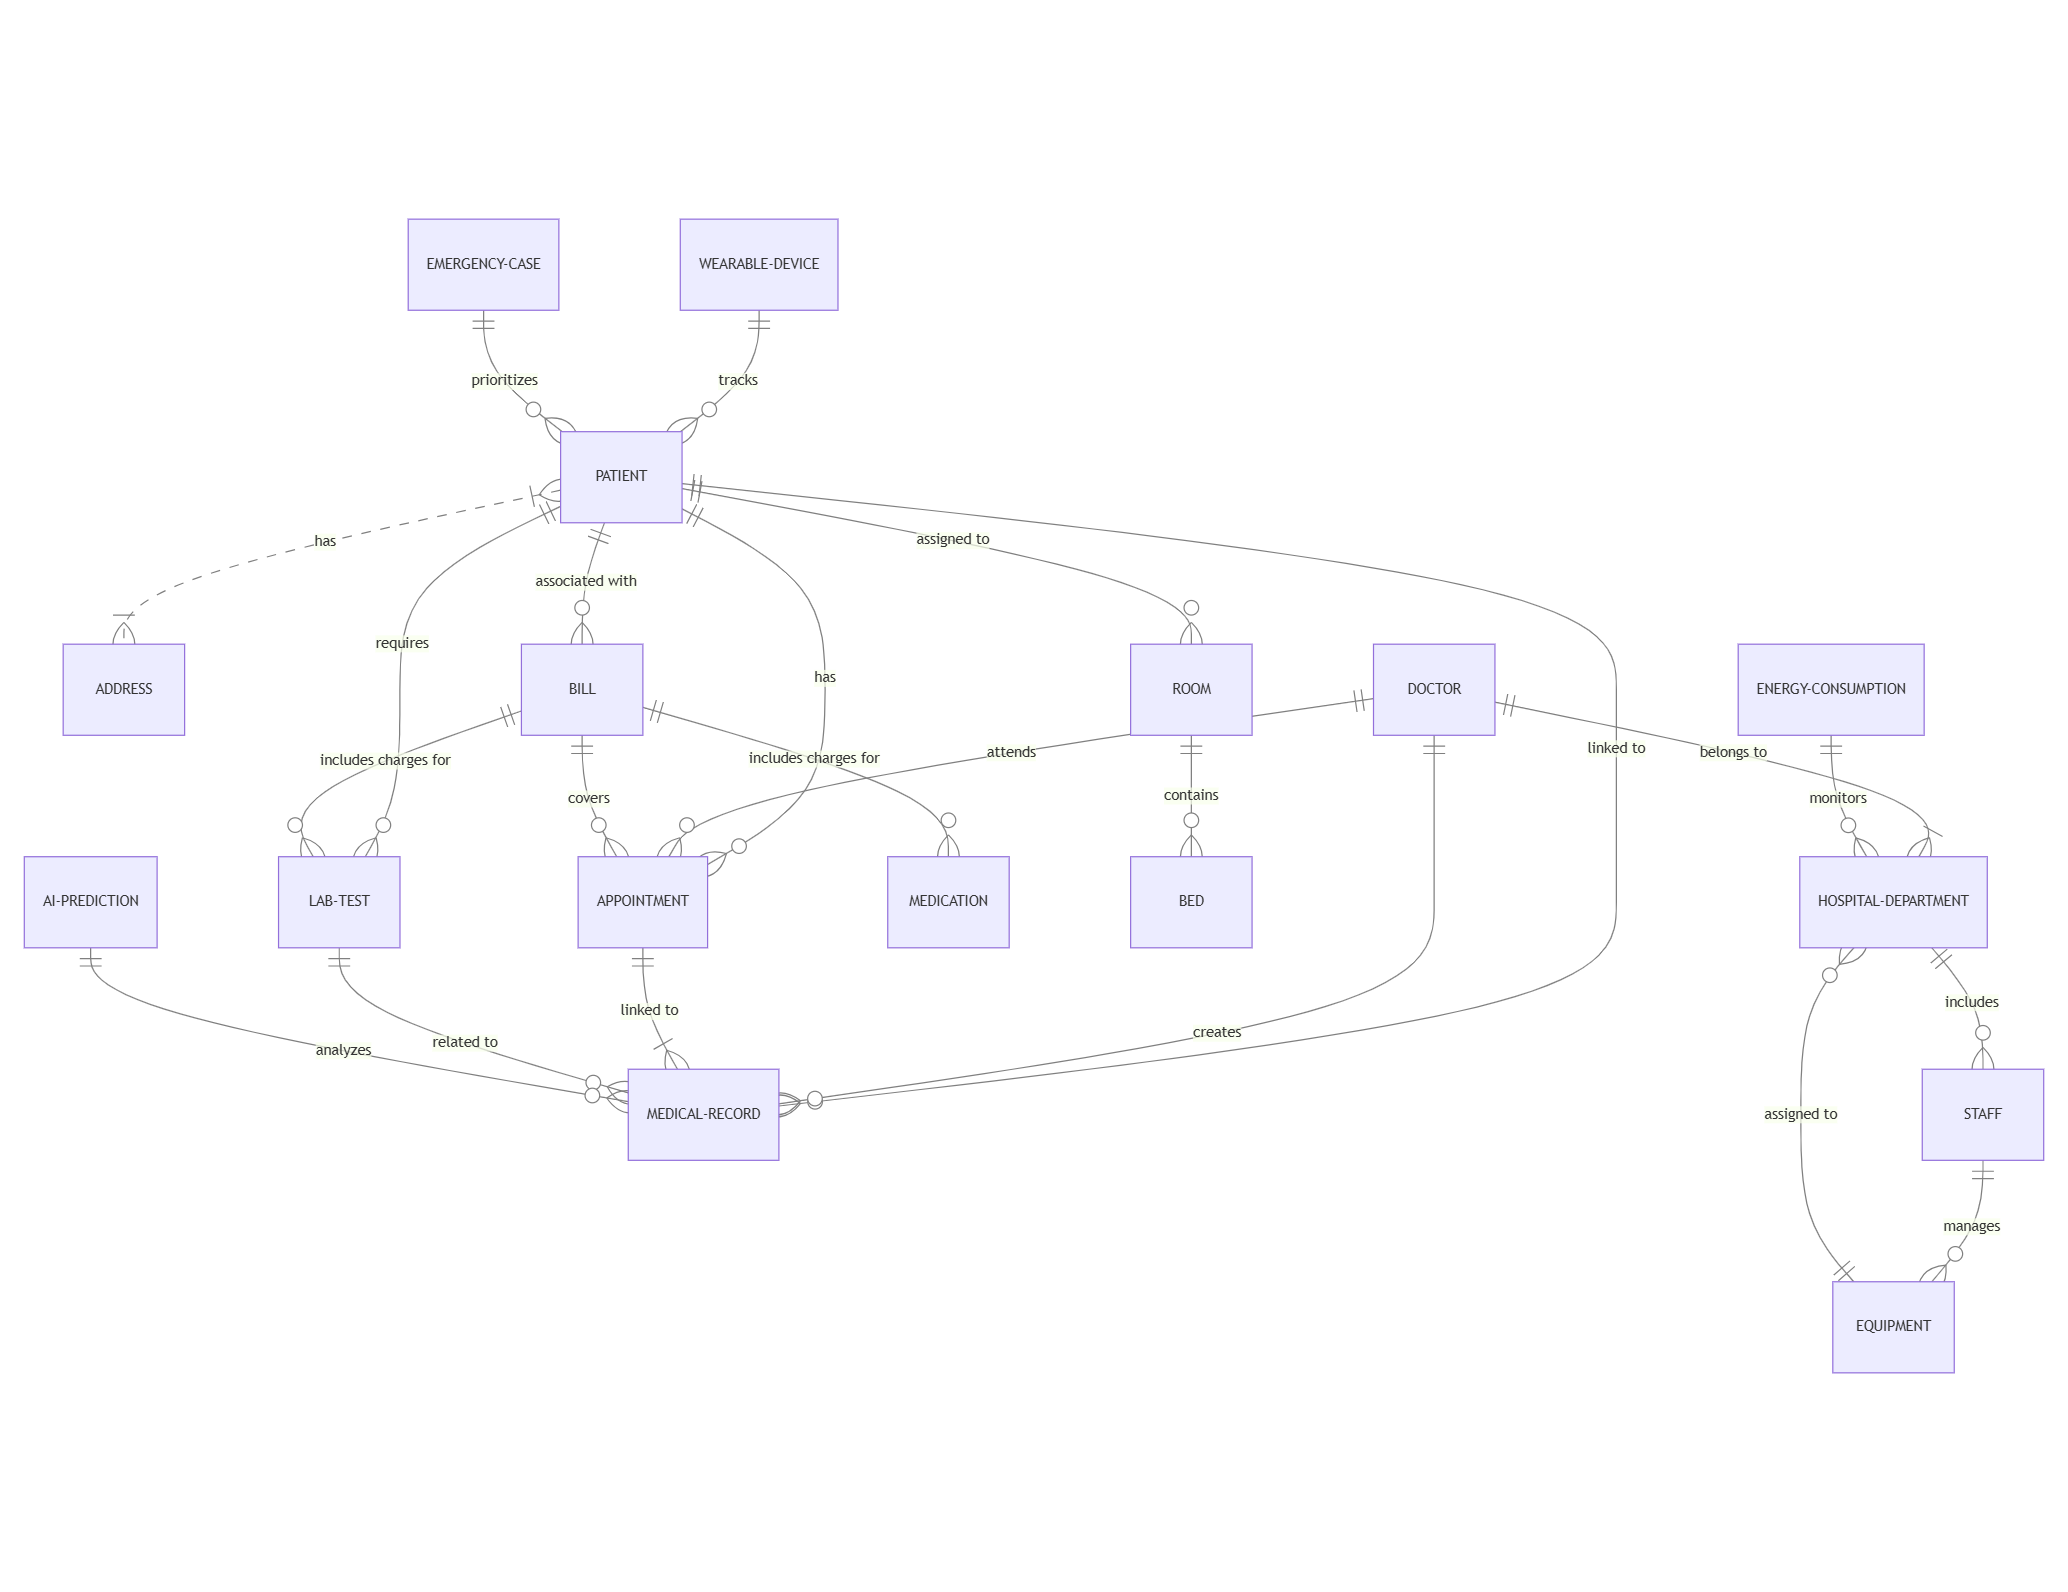 EMERGENCY-CASE
WEARABLE-DEVICE
prioritizes
tracks
PATIENT
has
assigned to
associated with
requires
has
ADDRESS
BILL
ROOM
DOCTOR
ENERGY-CONSUMPTION
linked to
attends
belongs to
includes charges for
includes charges for
covers
contains
monitors
AI-PREDICTION
LAB-TEST
APPOINTMENT
MEDICATION
BED
HOSPITAL-DEPARTMENT
linked to
includes
analyzes
related to
creates
MEDICAL-RECORD
assigned to
STAFF
manages
EQUIPMENT